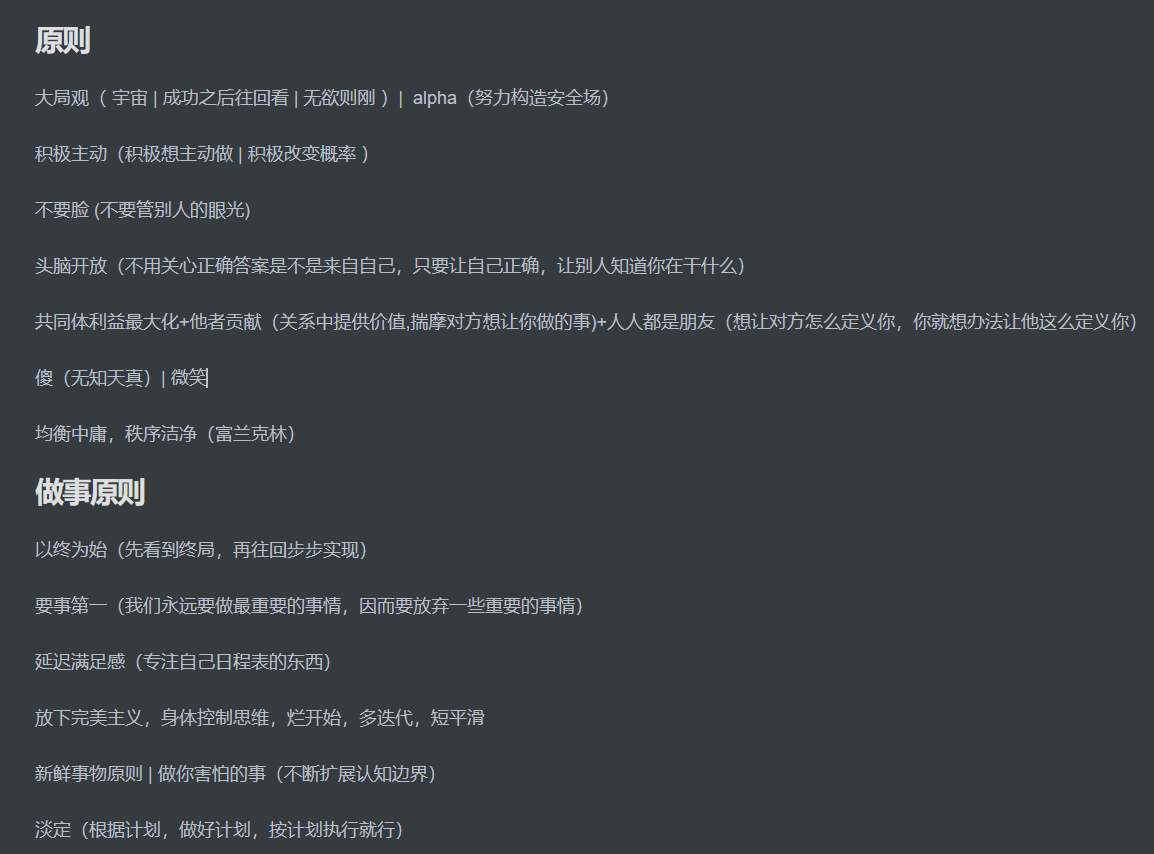 原则
大局观（ 宇宙 | 成功之后往回看 | 无欲则刚 ）| alpha（努力构造安全场）
积极主动（积极想主动做 | 积极改变概率 ）
不要脸 (不要管别人的眼光)
头脑开放（不用关心正确答案是不是来自自己，只要让自己正确，让别人知道你在干什么）
共同体利益最大化+他者贡献（关系中提供价值,揣摩对方想让你做的事)+人人都是朋友（想让对方怎么定义你，你就想办法让他这么定义你）
傻（无知天真）| 微笑
均衡中庸，秩序洁净（富兰克林）
做事原则
以终为始（先看到终局，再往回步步实现）
要事第一（我们永远要做最重要的事情，因而要放弃一些重要的事情）
延迟满足感（专注自己日程表的东西）
放下完美主义，身体控制思维，烂开始，多迭代，短平滑
新鲜事物原则 | 做你害怕的事（不断扩展认知边界）
淡定（根据计划，做好计划，按计划执行就行）